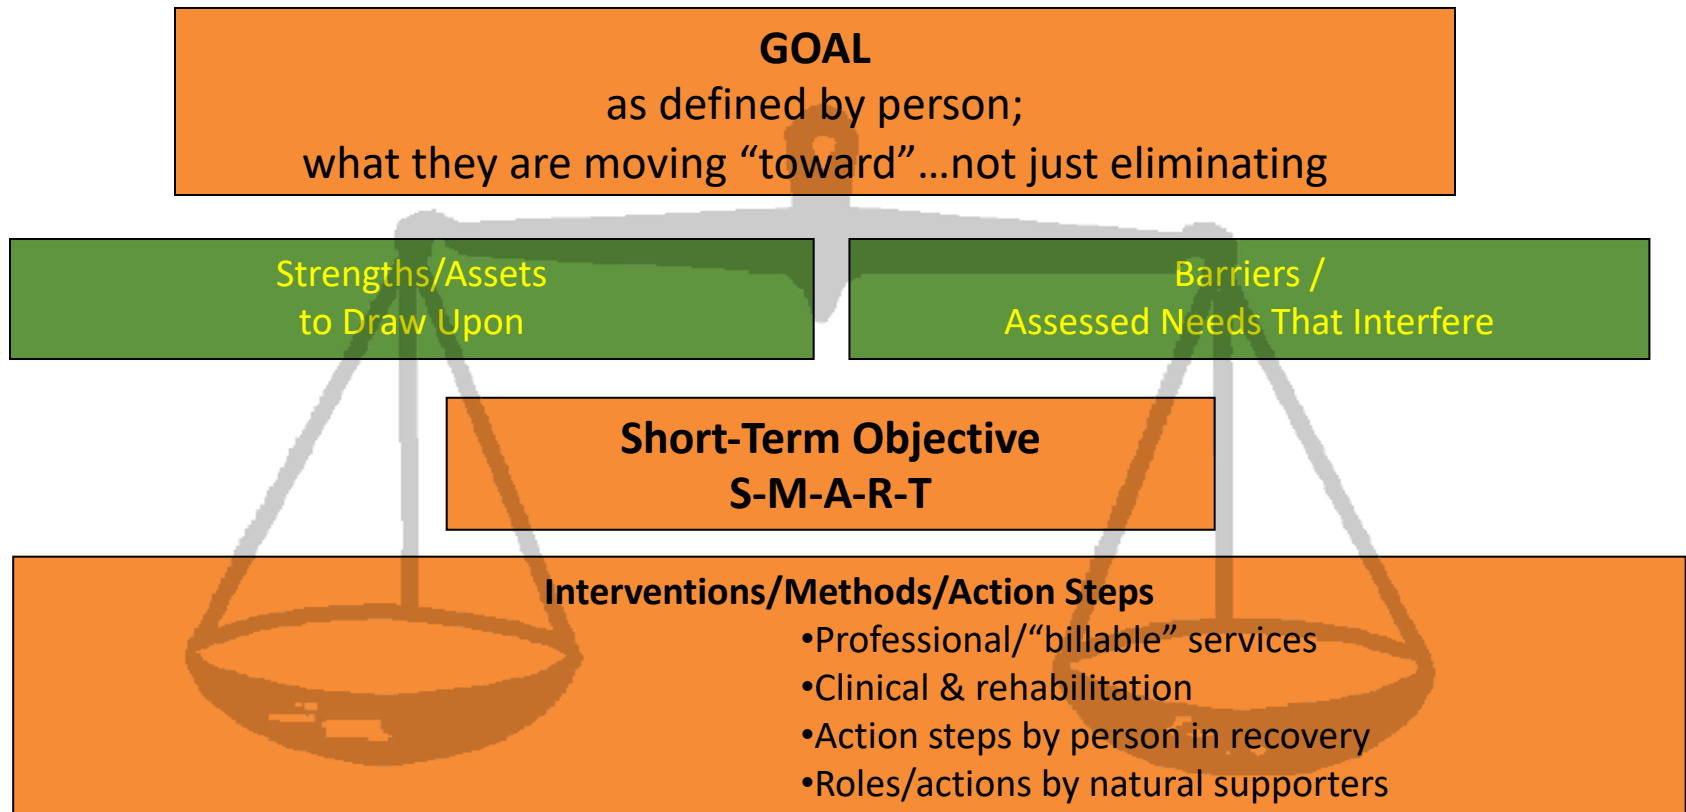 GOAL
as defined by person;
what they are moving “toward”…not just eliminating
Strengths/Assets
to Draw Upon
Barriers /
Assessed Needs That Interfere
Short-Term Objective
S-M-A-R-T
Interventions/Methods/Action Steps
•Professional/“billable” services
•Clinical & rehabilitation
•Action steps by person in recovery
•Roles/actions by natural supporters